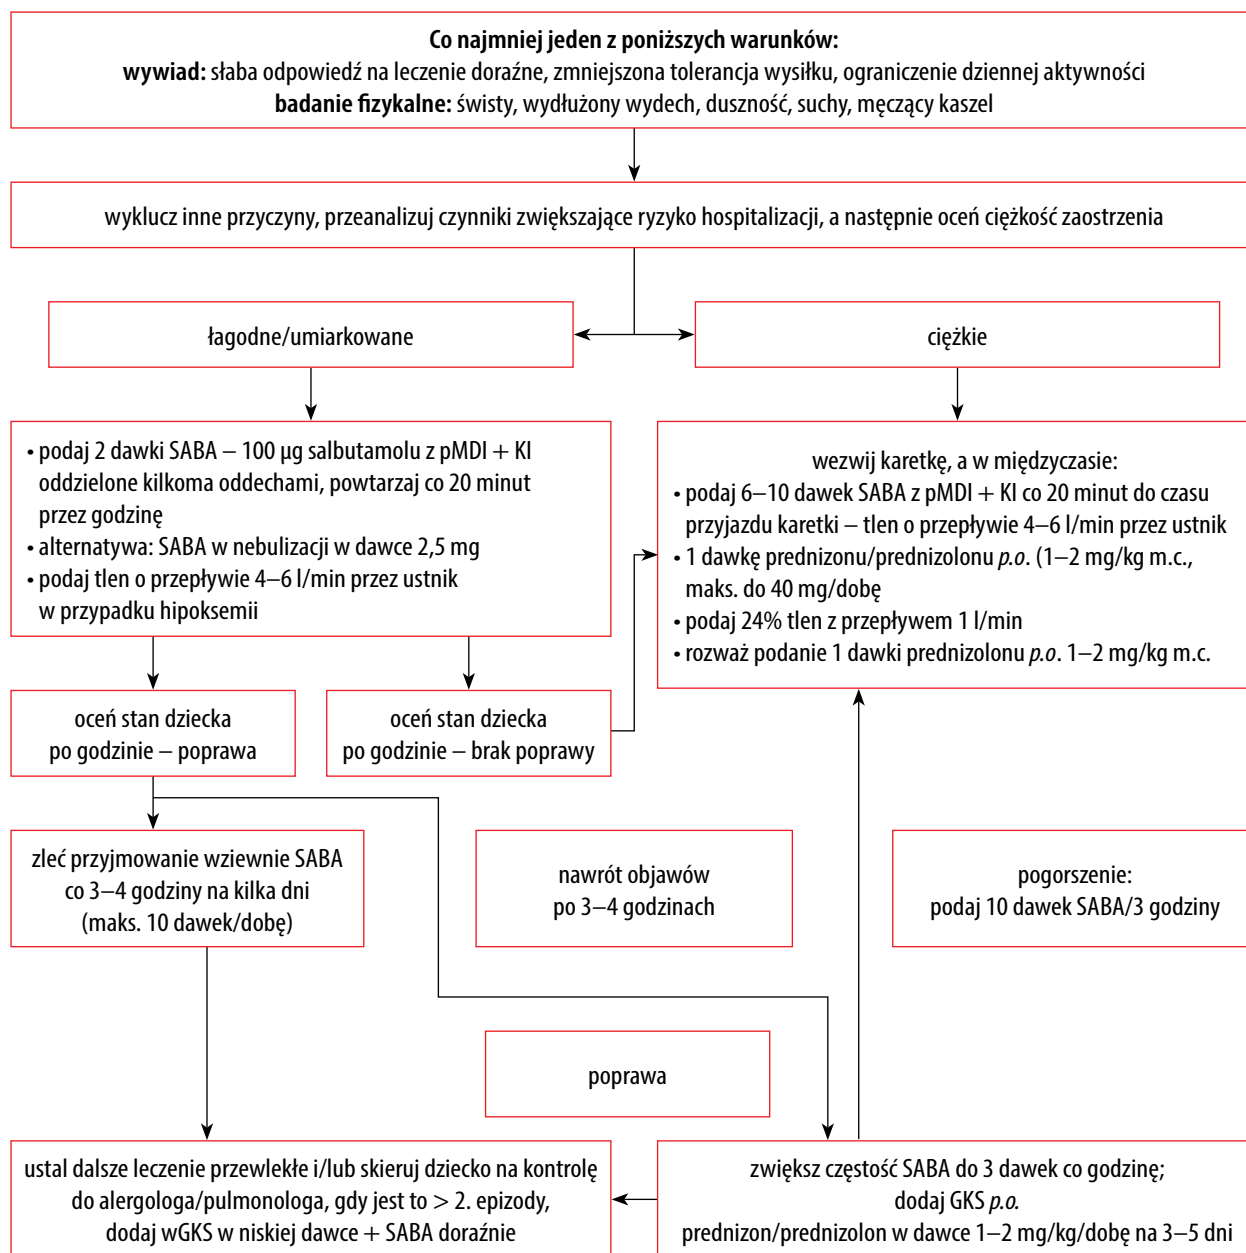 Co najmniej jeden z poniższych warunków:
wywiad: słaba odpowiedź na leczenie doraźne, zmniejszona tolerancja wysiłku, ograniczenie dziennej aktywności
badanie fizykalne: świsty, wydłużony wydech, duszność, suchy, męczący kaszel
wyklucz inne przyczyny, przeanalizuj czynniki zwiększające ryzyko hospitalizacji, a następnie oceń ciężkość zaostrzenia
łagodne/umiarkowane
ciężkie
• podaj 2 dawki SABA – 100 µg salbutamolu z pMDI + KI
oddzielone kilkoma oddechami, powtarzaj co 20 minut
przez godzinę
• alternatywa: SABA w nebulizacji w dawce 2,5 mg
• podaj tlen o przepływie 4–6 l/min przez ustnik
w przypadku hipoksemii
wezwij karetkę, a w międzyczasie:
• podaj 6–10 dawek SABA z pMDI + KI co 20 minut do czasu
przyjazdu karetki – tlen o przepływie 4–6 l/min przez ustnik
• 1 dawkę prednizonu/prednizolonu p.o. (1–2 mg/kg m.c.,
maks. do 40 mg/dobę
• podaj 24% tlen z przepływem 1 l/min
• rozważ podanie 1 dawki prednizolonu p.o. 1–2 mg/kg m.c.
oceń stan dziecka
po godzinie – poprawa
oceń stan dziecka
po godzinie – brak poprawy
zleć przyjmowanie wziewnie SABA
co 3–4 godziny na kilka dni
(maks. 10 dawek/dobę)
nawrót objawów
po 3–4 godzinach
pogorszenie:
podaj 10 dawek SABA/3 godziny
poprawa
ustal dalsze leczenie przewlekłe i/lub skieruj dziecko na kontrolę
do alergologa/pulmonologa, gdy jest to > 2. epizody,
dodaj wGKS w niskiej dawce + SABA doraźnie
zwiększ częstość SABA do 3 dawek co godzinę;
dodaj GKS p.o.
prednizon/prednizolon w dawce 1–2 mg/kg/dobę na 3–5 dni